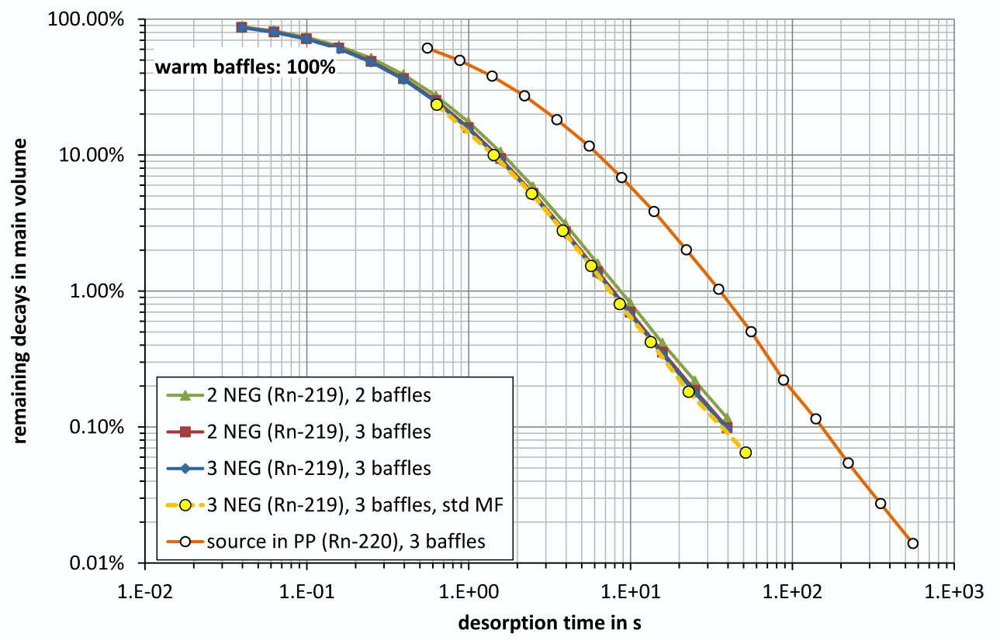 100.00%
warm baffles: 100%
10.00%
1.00%
0.10%
0.01%
remaining decays in main volume
2 NEG (Rn-219), 2 baffles
2 NEG (Rn-219), 3 baffles
3 NEG (Rn-219), 3 baffles
3 NEG (Rn-219), 3 baffles, std MF
source in PP (Rn-220), 3 baffles
1.E-02 1.E-01 1.E+00 1.E+01 1.E+02 1.E+03
desorption time in s